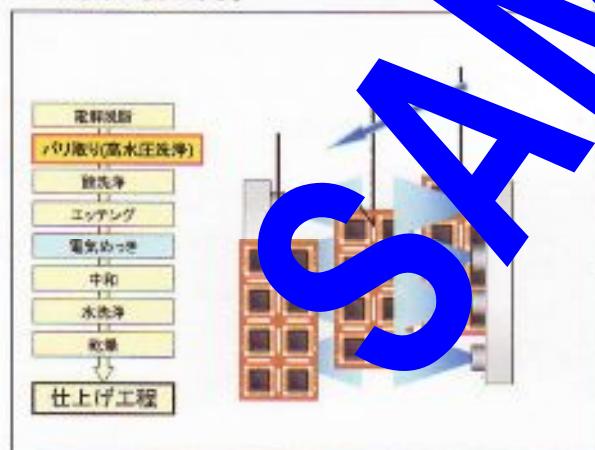 電解脱脂
バリ取り(高水圧洗浄)
酸洗浄
エッチング
電気めっき
中和
水洗浄
乾燥
仕上げ工程
SAM